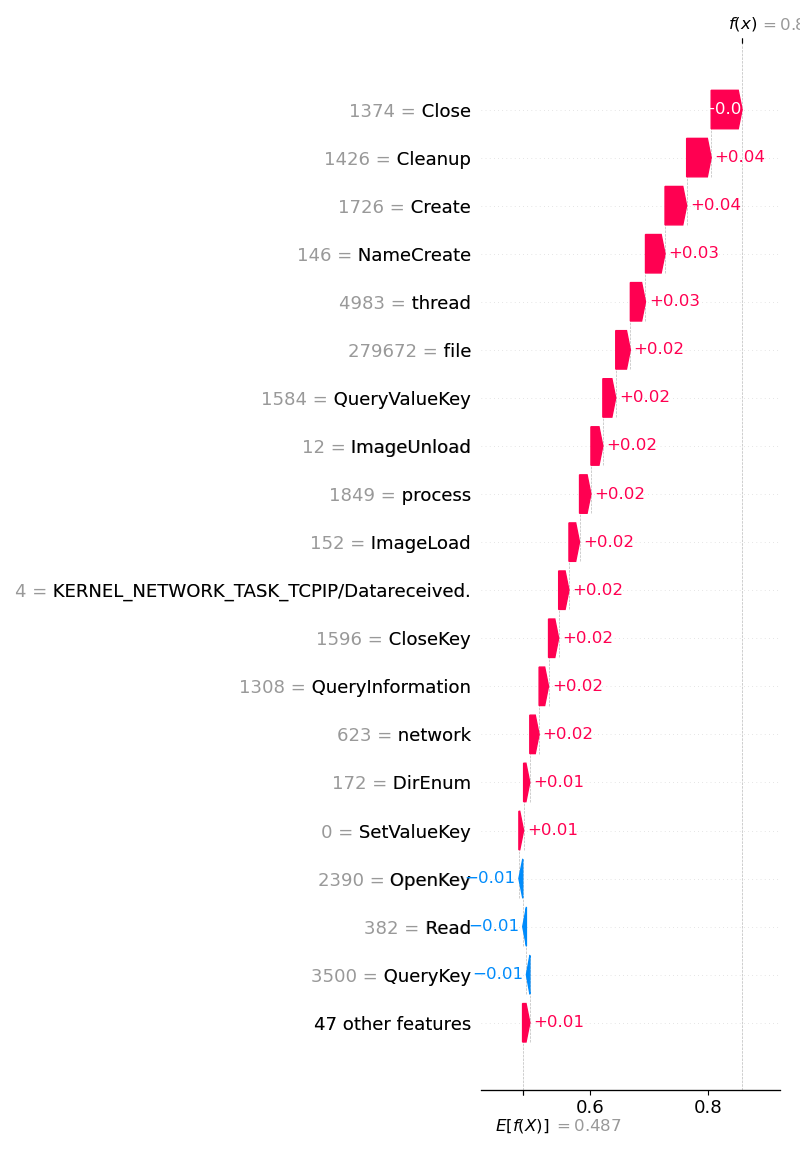 f(x) = 0.8
1374 = Close
1426 = Cleanup +0.04
1726 = Create +0.04
146 = NameCreate +0.03
4983 = thread +0.03
279672 = file +0.02
1584 = QueryValueKey +0.02
12 = ImageUnload +0.02
1849 = process +0.02
152 = ImageLoad +0.02
4 = KERNEL_NETWORK_TASK_TCPIP/Datareceived. +0.02
1596 = CloseKey +0.02
1308 = QueryInformation +0.02
623 = network +0.02
172 = DirEnum +0.01
0 = SetValueKey +0.01
2390 = OpenKey −0.01
382 = Read −0.01
3500 = QueryKey −0.01
47 other features +0.01
0.6 0.8
E[f(X)] = 0.487